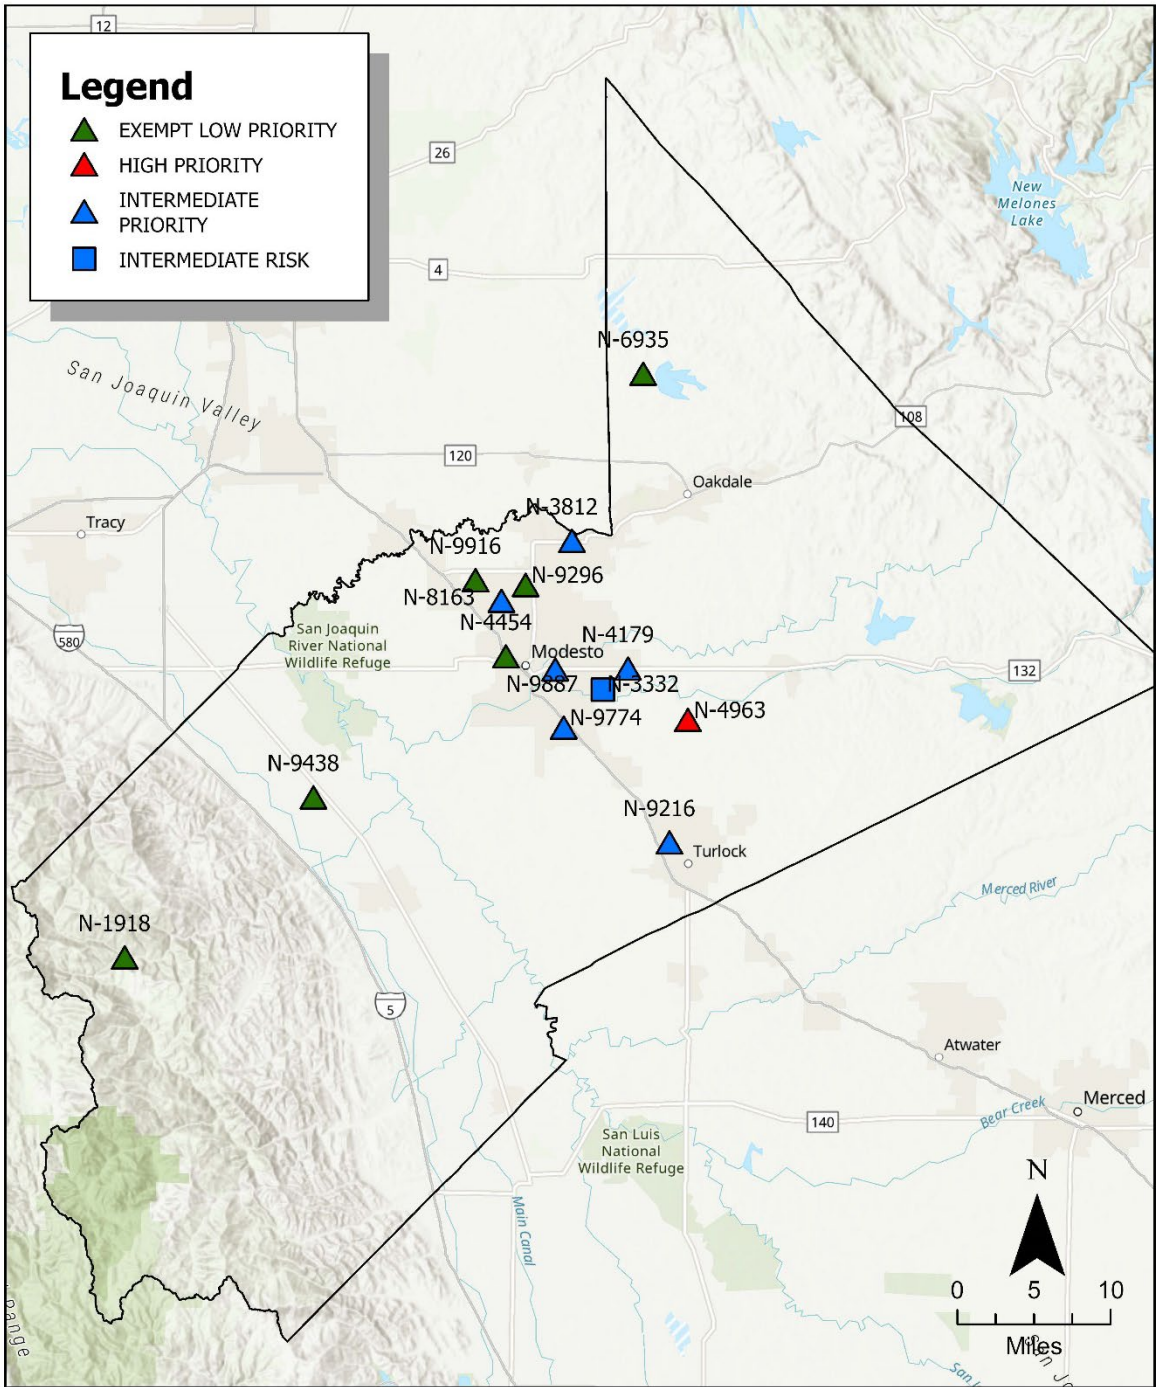 12
Legend
EXEMPT LOW PRIORITY
HIGH PRIORITY
INTERMEDIATE
PRIORITY
INTERMEDIATE RISK
26
4
New
Melones
Lake
N-6935
San Joaquin Valley
108
120
Oakdale
N-3812
Tracy
N-9916
N-9296
N-8163
N-4454
580
San Joaquin
River National
Wildlife Refuge
N-4179
Modesto
132
N-9887
N-3332
N-4963
N-9774
N-9438
N-9216
Turlock
Merced River
N-1918
5
Atwater
Merced
Bear Creek
140
San Luis
National
Wildlife Refuge
N
Main Canal
0 5 10
Miles
Range